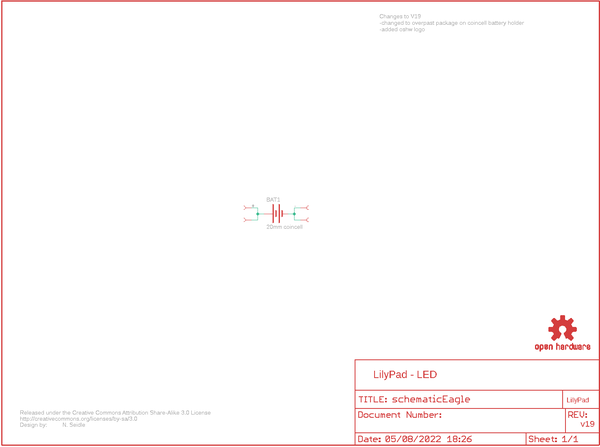 Changes to V19
-changed to overpast package on coincell battery holder
-added oshw logo
BAT1
20mm coincell
open hardware
LilyPad - LED
TITLE: schematicEagle
LilyPad
Document Number:
REV:
v19
Date: 05/08/2022 18:26
Sheet: 1/1
Released under the Creative Commons Attribution Share-Alike 3.0 License
http://creativecommons.org/licenses/by-sa/3.0
Design by: N. Seidle